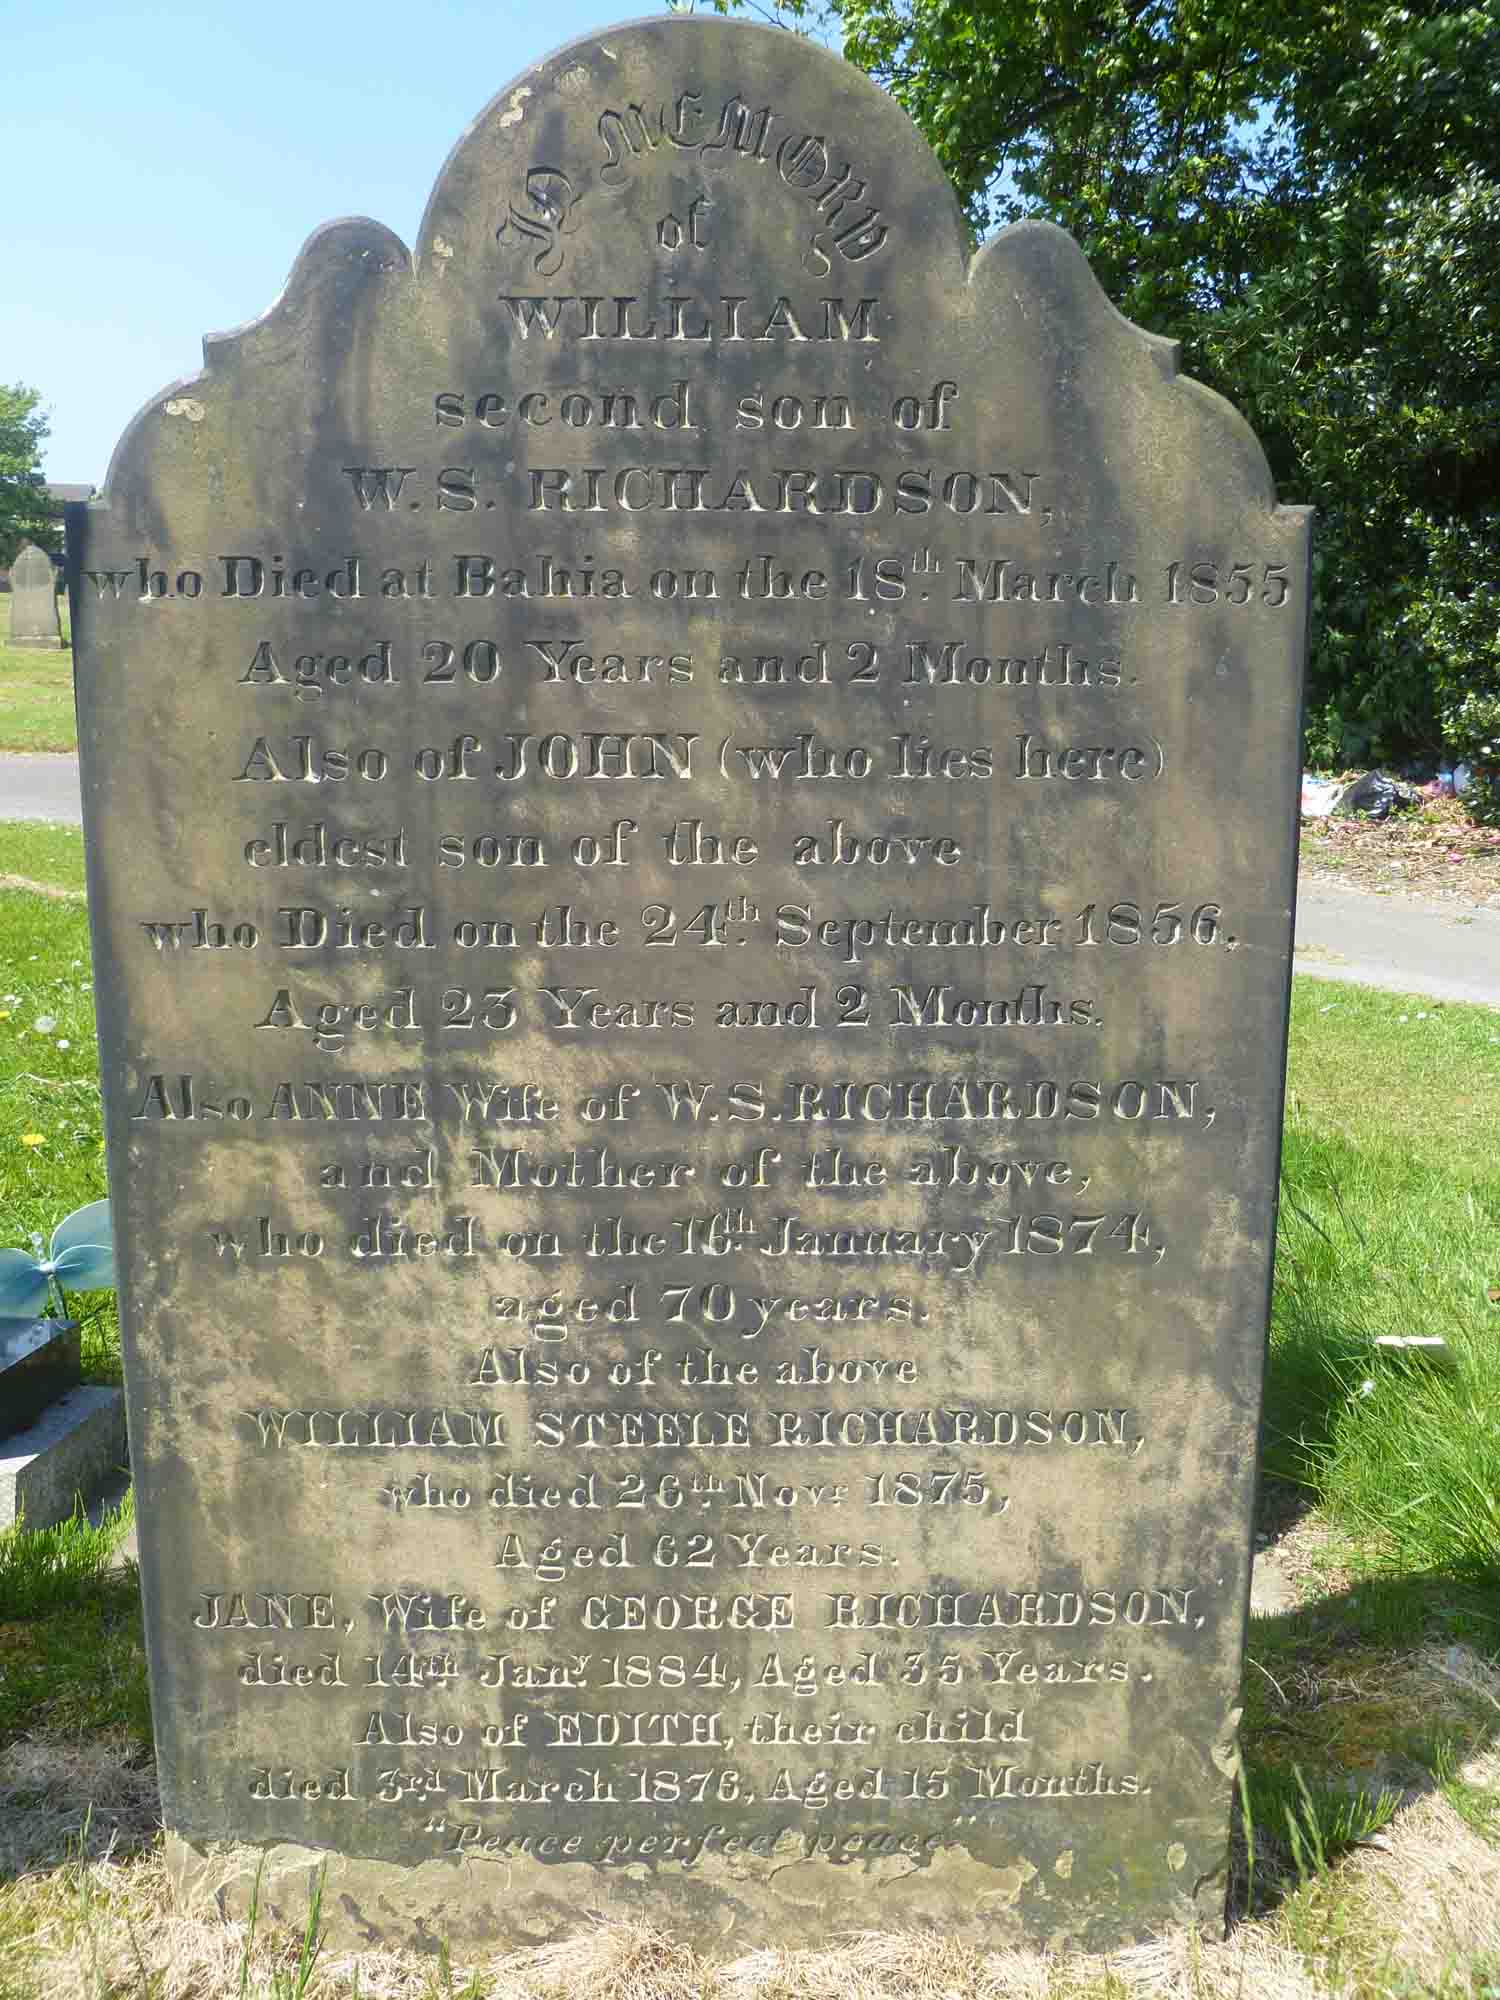 IN MEMORY
of
WILLIAM
second son of
W. S. RICHARDSON,
who Died at Bahia on the 18th. March 1855
Aged 20 Years and 2 Months.
Also of JOHN (who lies here)
eldest son of the above
who Died on the 24th. September 1856,
Aged 23 Years and 2 Months.
Also ANNE Wife of W. S. RICHARDSON,
and Mother of the above,
who died on the 16th. January 1874,
aged 70 years.
Also of the above
WILLIAM STEELE RICHARDSON,
who died 26th. Novr. 1875,
Aged 62 Years.
JANE, Wife of GEORGE RICHARDSON,
died 14th. Jany. 1884, Aged 35 Years.
Also of EDITH, their child
died 3rd. March 1876, Aged 15 Months.
"Peace perfect peace"